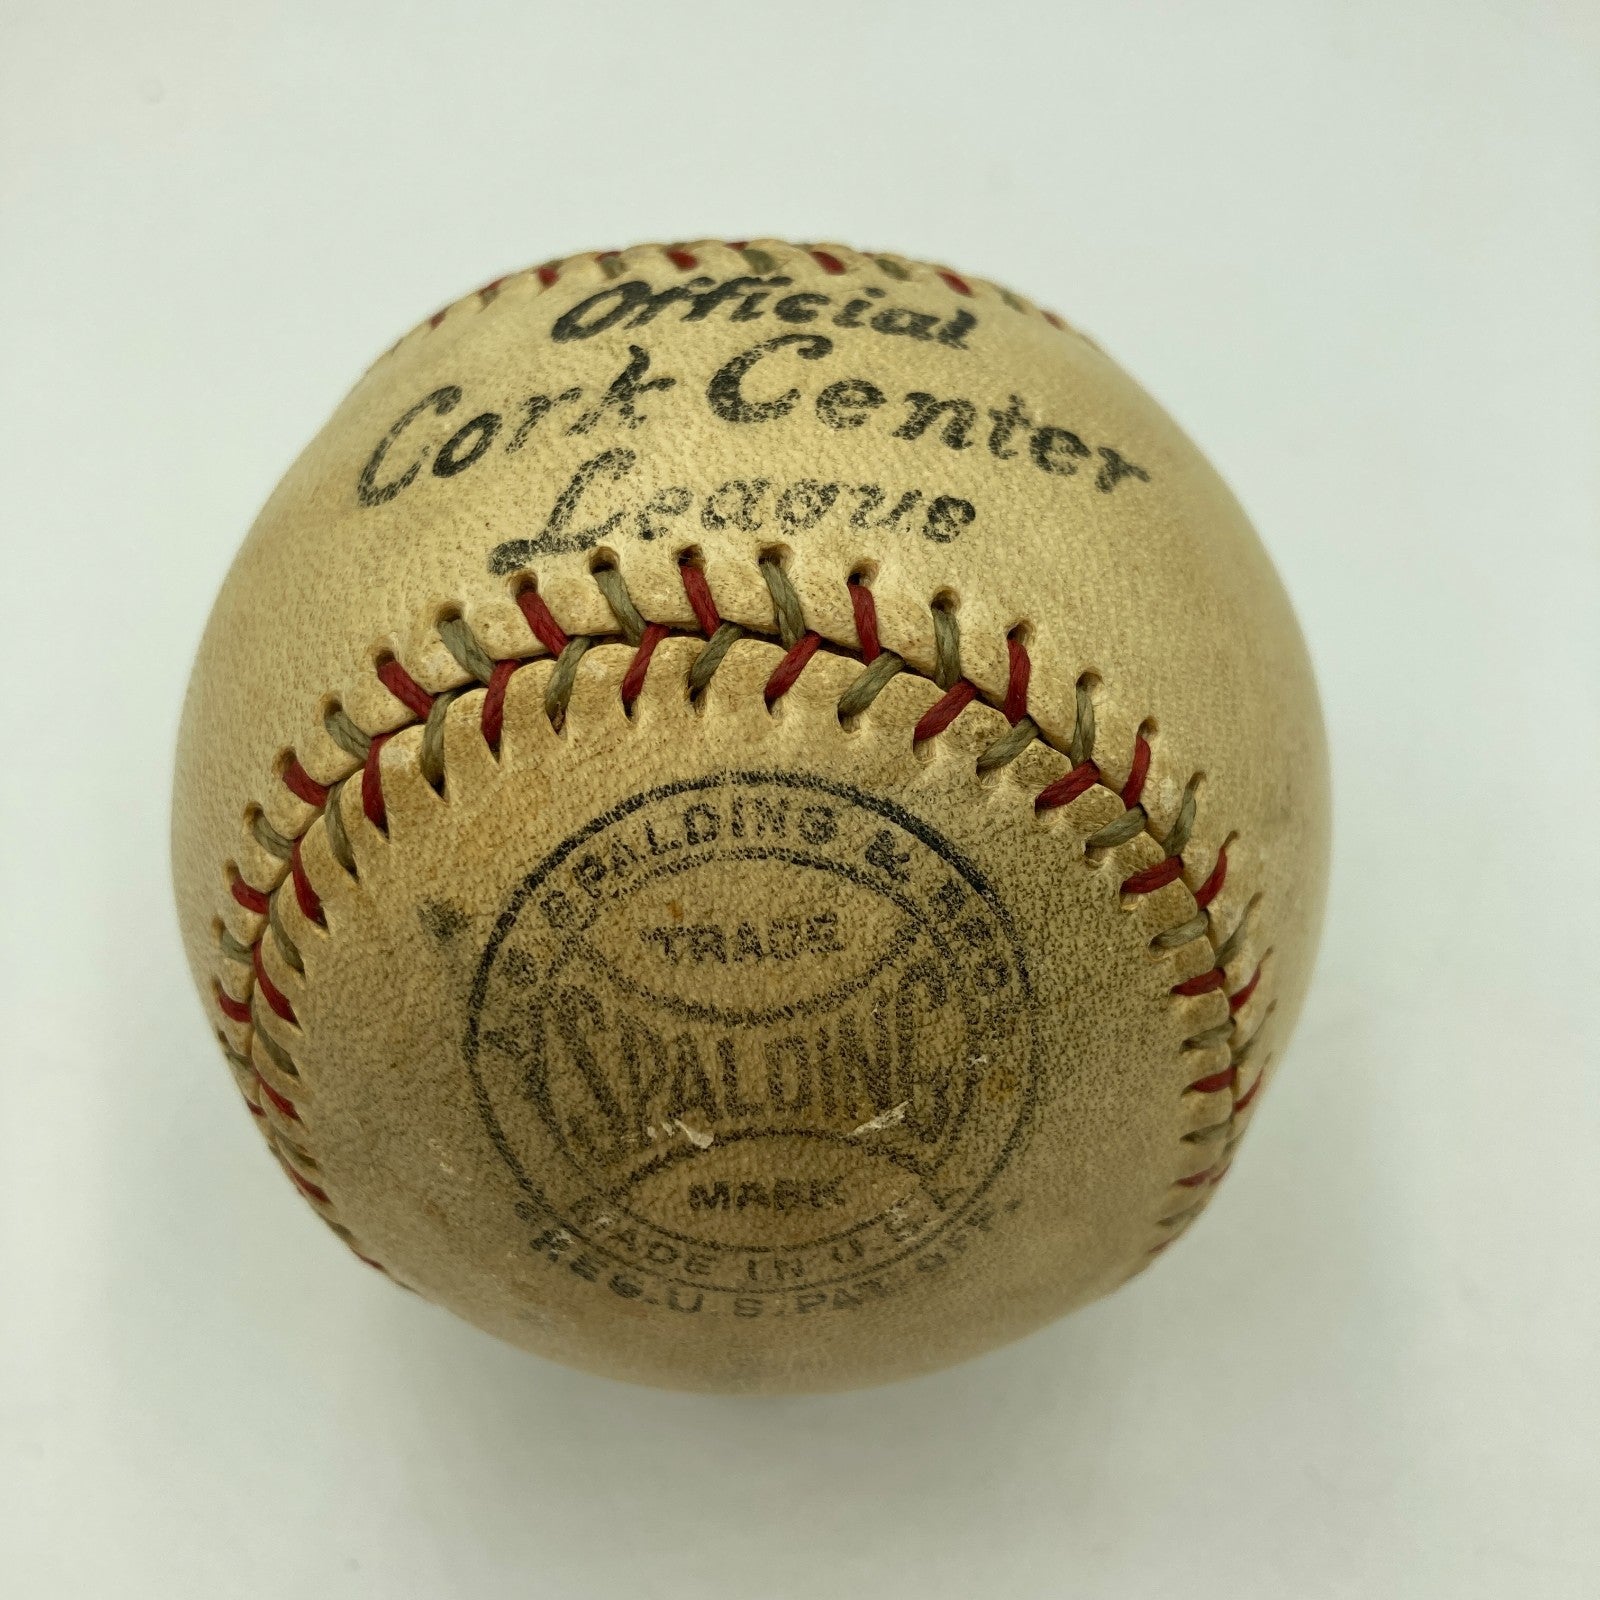 Official
Cork Center
League
A.G. SPALDING & BROS
TRADE
SPALDING
MARK
MADE IN U.S.A.
REG. U.S. PAT. OFF.